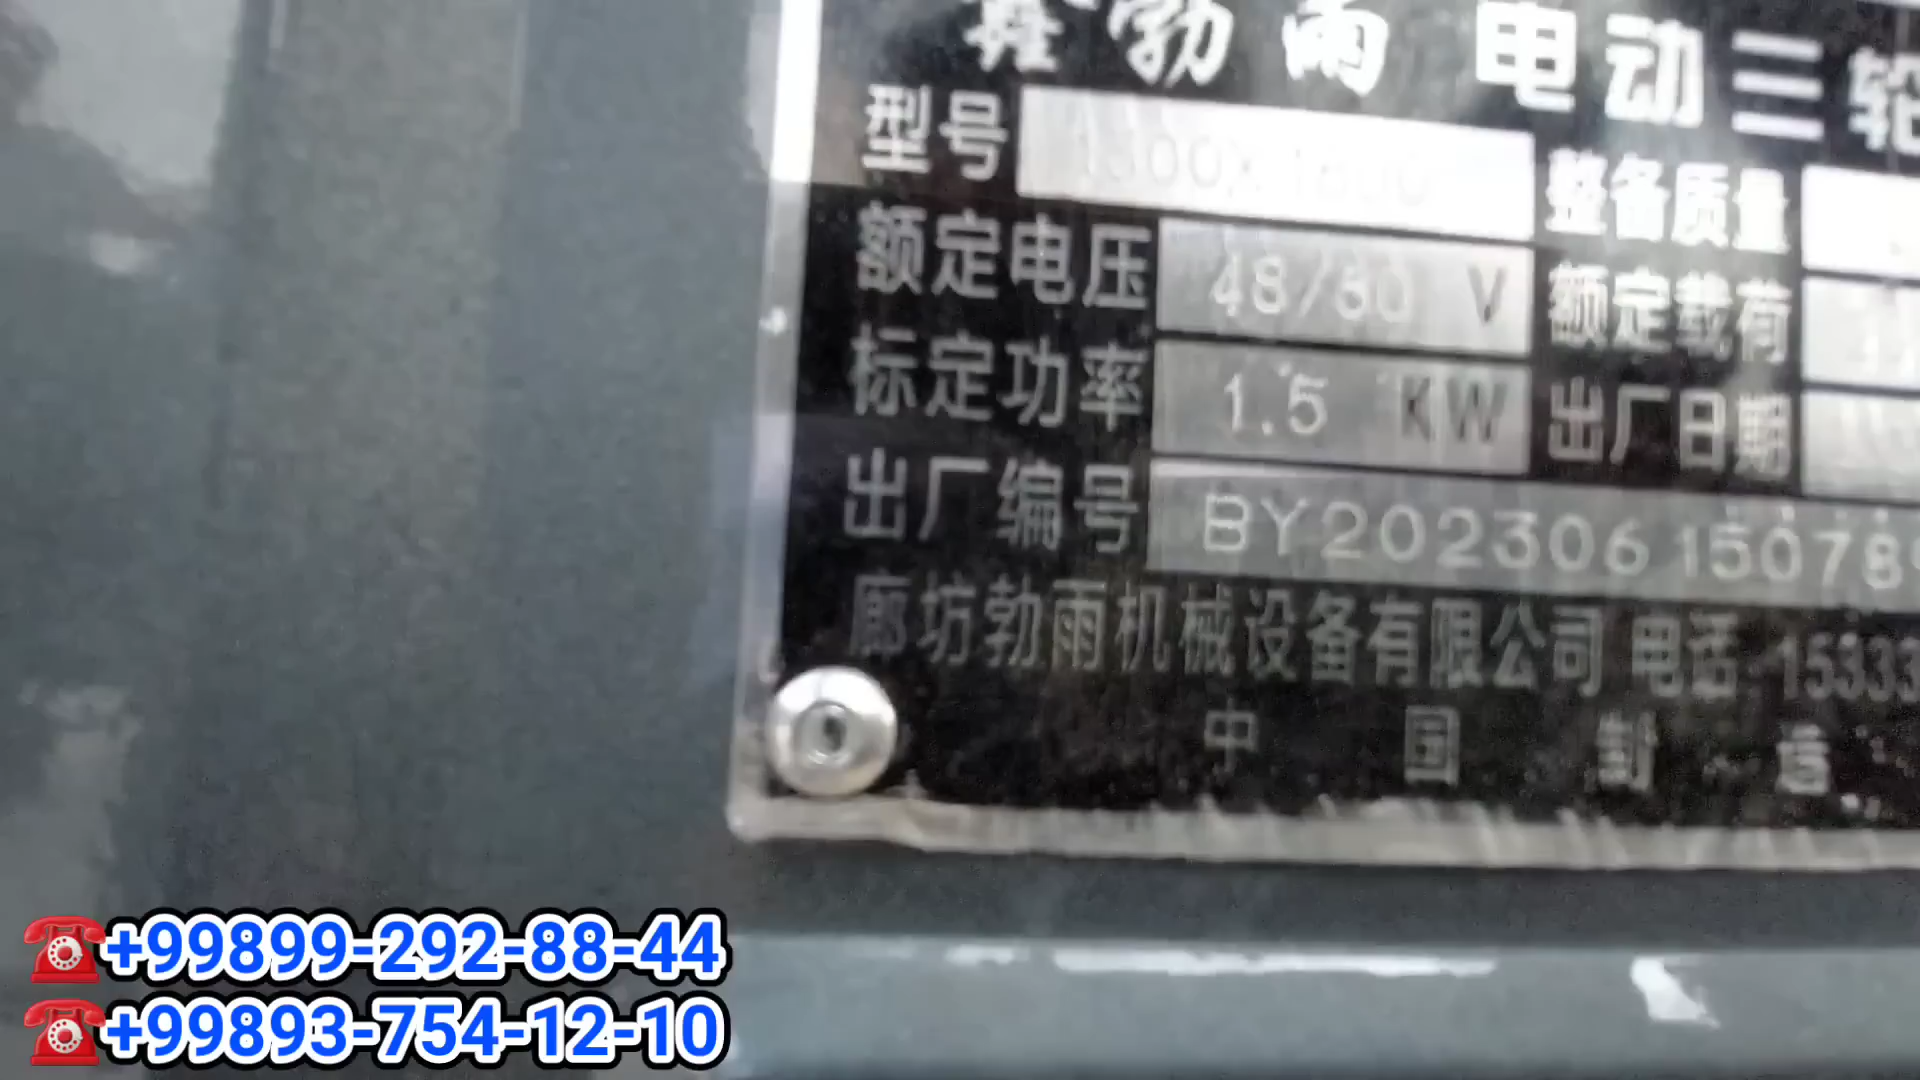 鑫勃雨 电动三轮
型号 1300X1800 整备质量
额定电压 48/60 V 额定载荷
标定功率 1.5 KW 出厂日期
出厂编号 BY20230615078
廊坊勃雨机械设备有限公司 电话 15333
中国制造
+99899-292-88-44
+99893-754-12-10